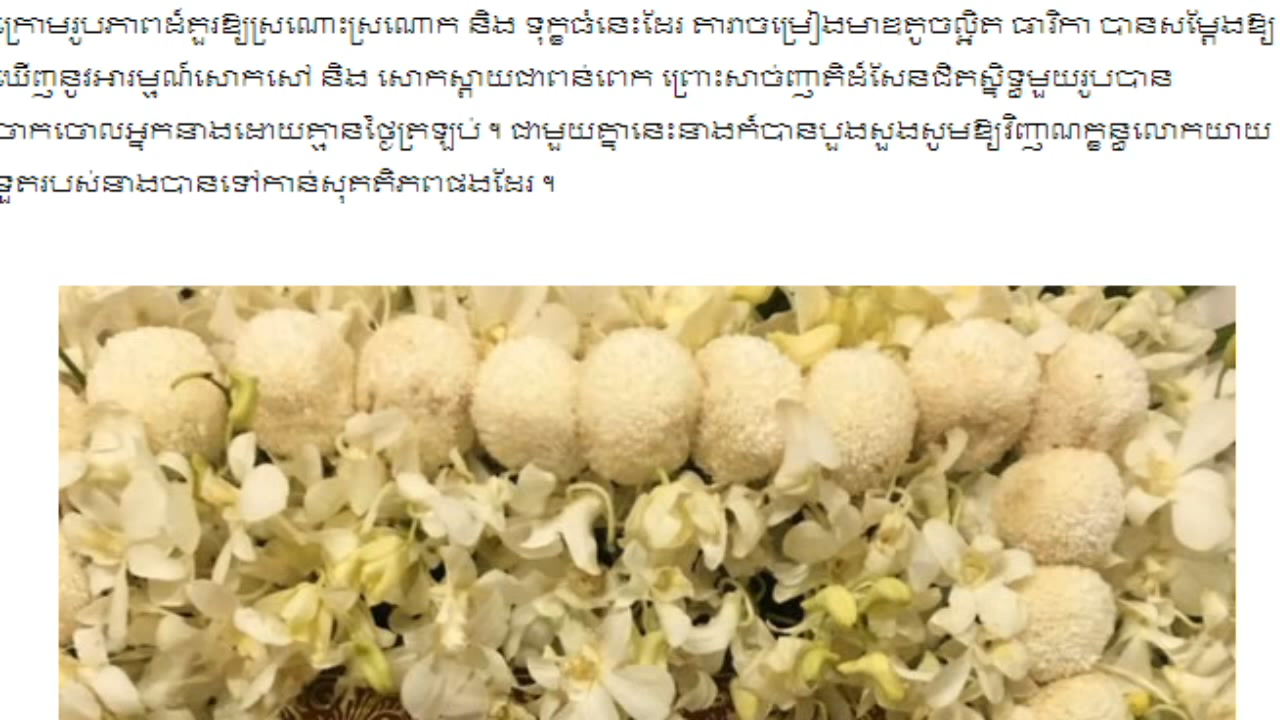 ក្រោមរូបភាពដ៏គួរឱ្យស្រណោះស្រណោក និង ទុក្ខធំនេះដែរ តារាចម្រៀងមាឌតូចល្អិត ធារិកា បានសម្ដែងឱ្យ
ឃើញនូវអារម្មណ៍សោកសៅ និង សោកស្ដាយជាពន់ពេក ព្រោះសាច់ញាតិដ៏សែនជិតស្និទ្ធមួយរូបបាន
ចាកចោលអ្នកនាងដោយគ្មានថ្ងៃត្រឡប់ ។ ជាមួយគ្នានេះនាងក៏បានបួងសួងសូមឱ្យវិញ្ញាណក្ខន្ធលោកយាយ
ទួតរបស់នាងបានទៅកាន់សុគតិភពផងដែរ ។